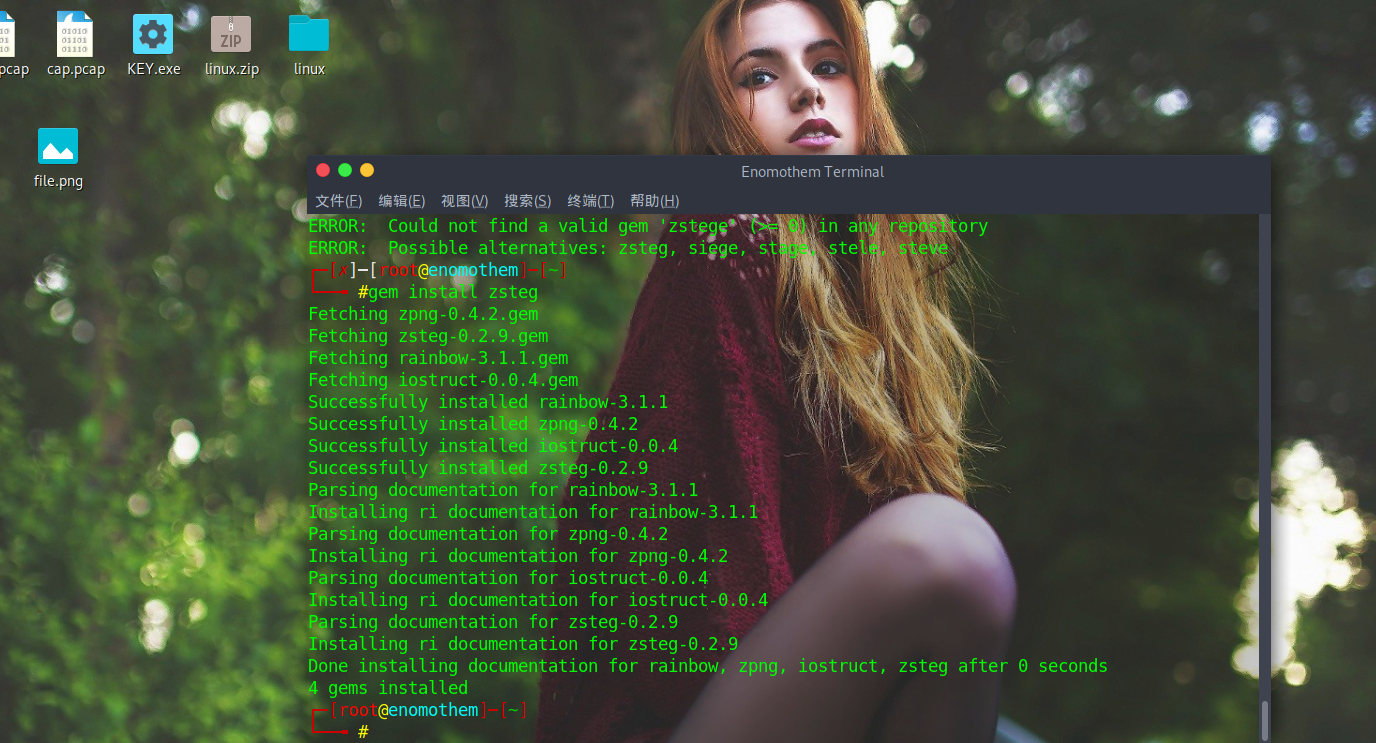 pcap
cap.pcap
KEY.exe
linux.zip
linux
01010
01110
ZIP
file.png
Enomothem Terminal
文件(F) 编辑(E) 视图(V) 搜索(S) 终端(T) 帮助(H)
ERROR:  Could not find a valid gem 'zstege' (>= 0) in any repository
ERROR:  Possible alternatives: zsteg, siege, stage, stele, steve
┌─[✗]─[root@enomothem]─[~]
└──╼ #gem install zsteg
Fetching zpng-0.4.2.gem
Fetching zsteg-0.2.9.gem
Fetching rainbow-3.1.1.gem
Fetching iostruct-0.0.4.gem
Successfully installed rainbow-3.1.1
Successfully installed zpng-0.4.2
Successfully installed iostruct-0.0.4
Successfully installed zsteg-0.2.9
Parsing documentation for rainbow-3.1.1
Installing ri documentation for rainbow-3.1.1
Parsing documentation for zpng-0.4.2
Installing ri documentation for zpng-0.4.2
Parsing documentation for iostruct-0.0.4
Installing ri documentation for iostruct-0.0.4
Parsing documentation for zsteg-0.2.9
Installing ri documentation for zsteg-0.2.9
Done installing documentation for rainbow, zpng, iostruct, zsteg after 0 seconds
4 gems installed
┌─[root@enomothem]─[~]
└──╼ #